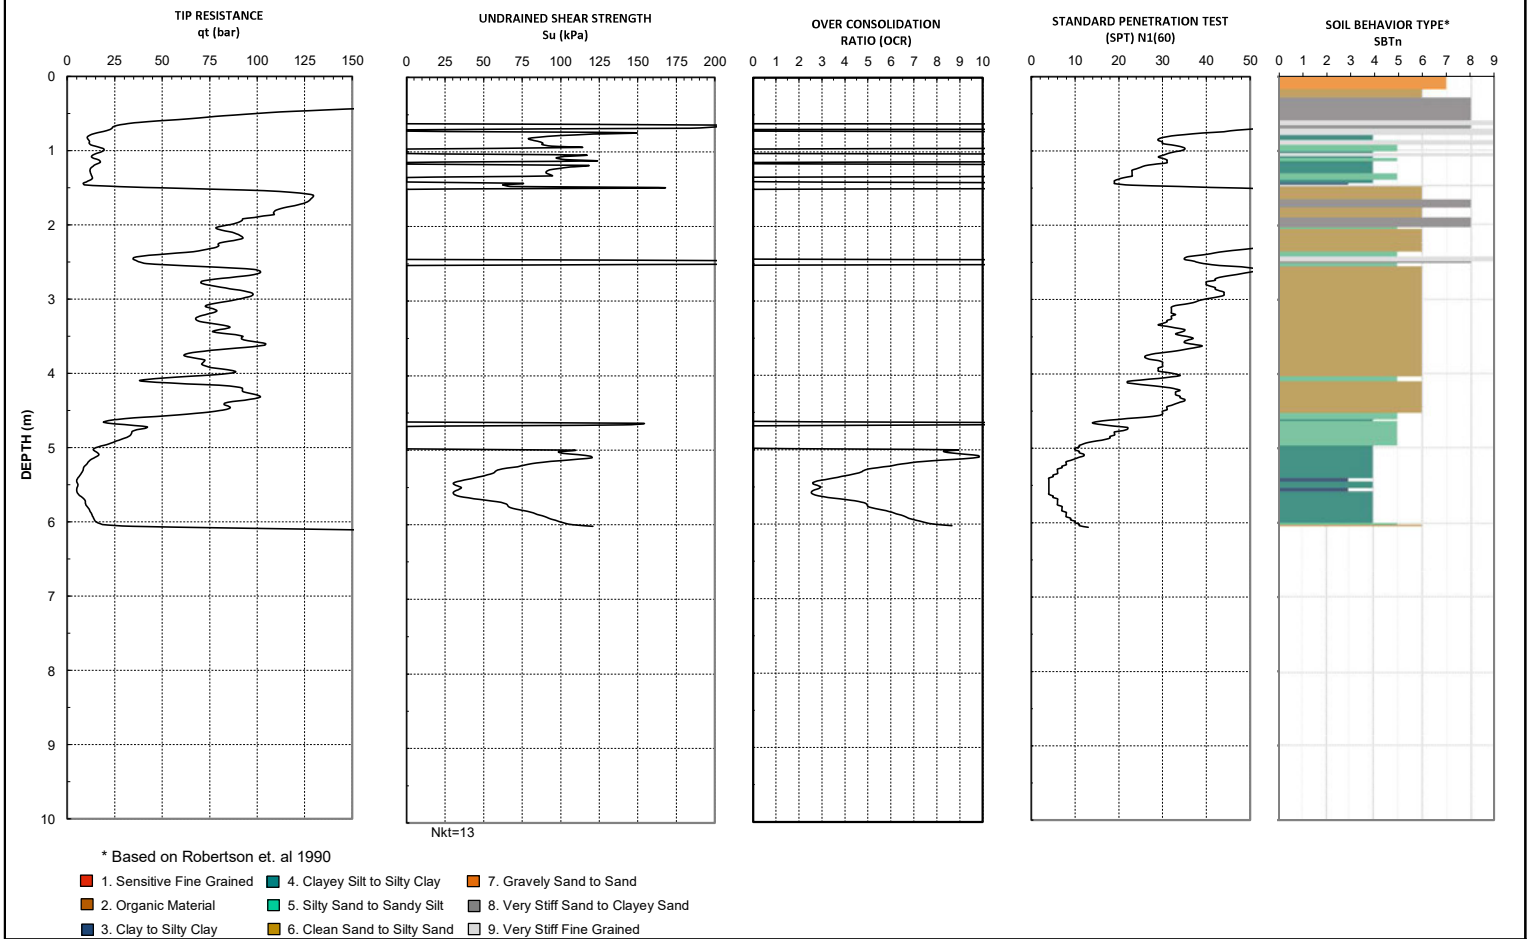 TIP RESISTANCE
qt (bar)
UNDRAINED SHEAR STRENGTH
Su (kPa)
OVER CONSOLIDATION
RATIO (OCR)
STANDARD PENETRATION TEST
(SPT) N1(60)
SOIL BEHAVIOR TYPE*
SBTn
0 25 50 75 100 125 150
0 25 50 75 100 125 150 175 200
0 1 2 3 4 5 6 7 8 9 10
0 10 20 30 40 50
0 1 2 3 4 5 6 7 8 9
0
1
2
3
4
5
6
7
8
9
10
DEPTH (m)
Nkt=13
* Based on Robertson et. al 1990
1. Sensitive Fine Grained 4. Clayey Silt to Silty Clay 7. Gravely Sand to Sand
2. Organic Material 5. Silty Sand to Sandy Silt 8. Very Stiff Sand to Clayey Sand
3. Clay to Silty Clay 6. Clean Sand to Silty Sand 9. Very Stiff Fine Grained